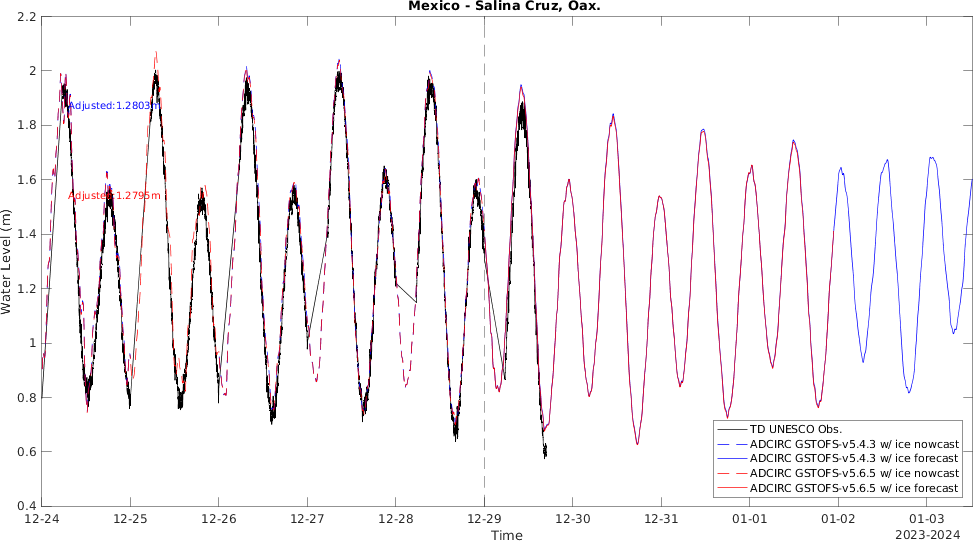 Mexico - Salina Cruz, Oax.
2.2
2
1.8
1.6
1.4
1.2
1
0.8
0.6
0.4
Water Level (m)
Adjusted:1.2803m
Adjusted:1.2795m
TD UNESCO Obs.
ADCIRC GSTOFS-v5.4.3 w/ ice nowcast
ADCIRC GSTOFS-v5.4.3 w/ ice forecast
ADCIRC GSTOFS-v5.6.5 w/ ice nowcast
ADCIRC GSTOFS-v5.6.5 w/ ice forecast
12-24 12-25 12-26 12-27 12-28 12-29 12-30 12-31 01-01 01-02 01-03
Time
2023-2024